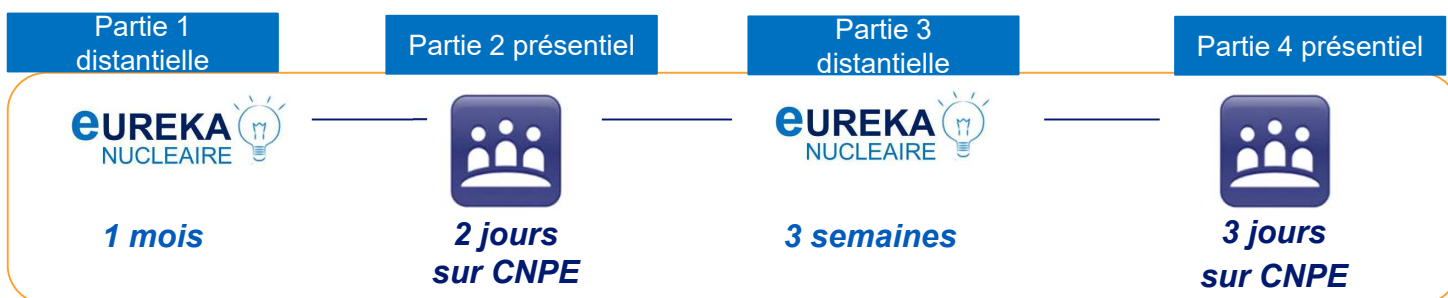 Partie 1
distantielle
Partie 2 présentiel
Partie 3
distantielle
Partie 4 présentiel
eUREKA
NUCLEAIRE
eUREKA
NUCLEAIRE
1 mois
2 jours
sur CNPE
3 semaines
3 jours
sur CNPE